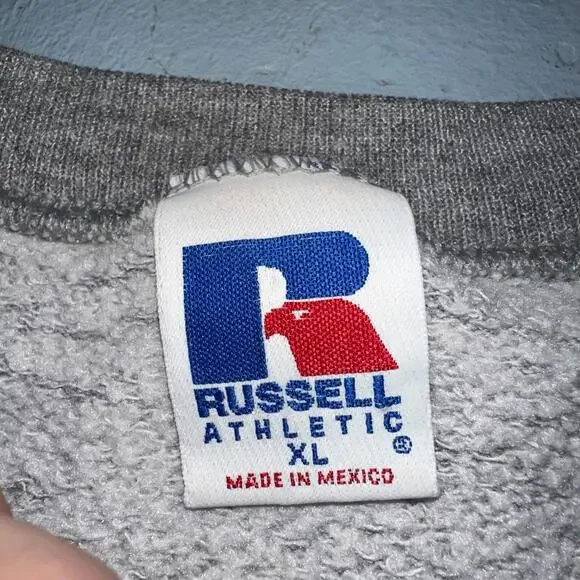 R
RUSSELL
ATHLETIC ®
XL
MADE IN MEXICO